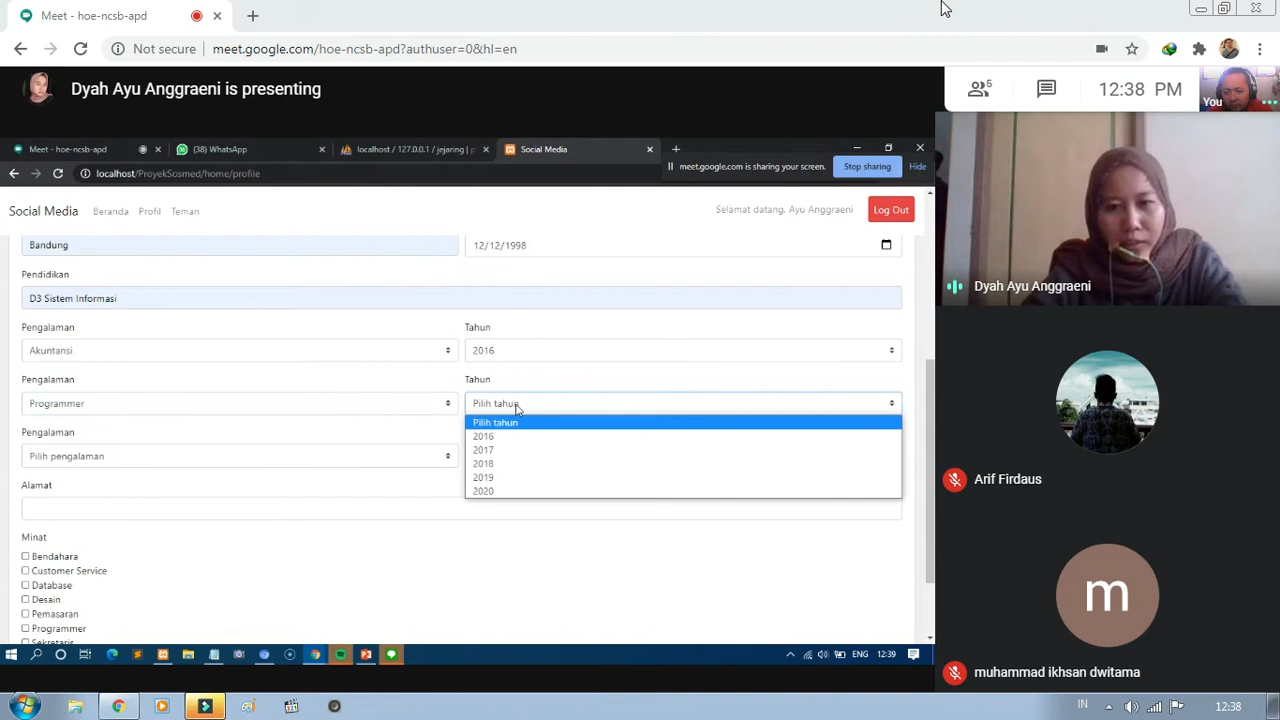 Meet - hoe-ncsb-apd
Not secure
meet.google.com/hoe-ncsb-apd?authuser=0&hl=en
Dyah Ayu Anggraeni is presenting
5
12:38 PM
You
Meet - hoe-ncsb-apd
(38) WhatsApp
localhost / 127.0.0.1 / jejaring | p
Social Media
localhost/ProyekSosmed/home/profile
meet.google.com is sharing your screen.
Stop sharing
Hide
Social Media
Beranda
Profil
Teman
Selamat datang, Ayu Anggraeni
Log Out
Bandung
12/12/1998
Pendidikan
D3 Sistem Informasi
Pengalaman
Tahun
Akuntansi
2016
Pengalaman
Tahun
Programmer
Pilih tahun
Pilih tahun
2016
2017
2018
2019
2020
Pengalaman
Pilih pengalaman
Alamat
Minat
Bendahara
Customer Service
Database
Desain
Pemasaran
Programmer
Sekretaris
ENG
12:39
Dyah Ayu Anggraeni
Arif Firdaus
m
muhammad ikhsan dwitama
IN
12:38